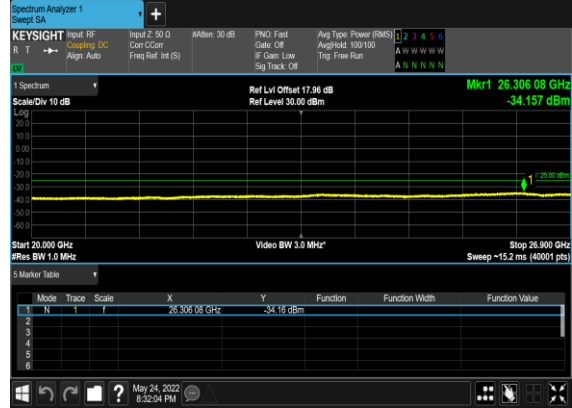 Spectrum Analyzer 1
Swept SA
+
KEYSIGHT Input: RF Input Z: 50 Ω #Atten: 30 dB PNO: Fast Avg Type: Power (RMS) 1 2 3 4 5 6
R T Coupling: DC Corr CCorr Gate: Off Avg|Hold: 100/100 A W W W W W
Align: Auto Freq Ref: Int (S) IF Gain: Low Trig: Free Run
Sig Track: Off A N N N N N
1 Spectrum Ref Lvl Offset 17.96 dB Mkr1 26.306 08 GHz
Scale/Div 10 dB Ref Level 30.00 dBm -34.157 dBm
Log
20.0
10.0
0.00
-10.0
-20.0
-25.00 dBm
1
-30.0
-40.0
-50.0
-60.0
Start 20.000 GHz Video BW 3.0 MHz* Stop 26.900 GHz
#Res BW 1.0 MHz Sweep ~15.2 ms (40001 pts)
5 Marker Table
Mode Trace Scale X Y Function Function Width Function Value
1 N 1 f 26.306 08 GHz -34.16 dBm
2
3
4
5
6
?
May 24, 2022
8:32:04 PM